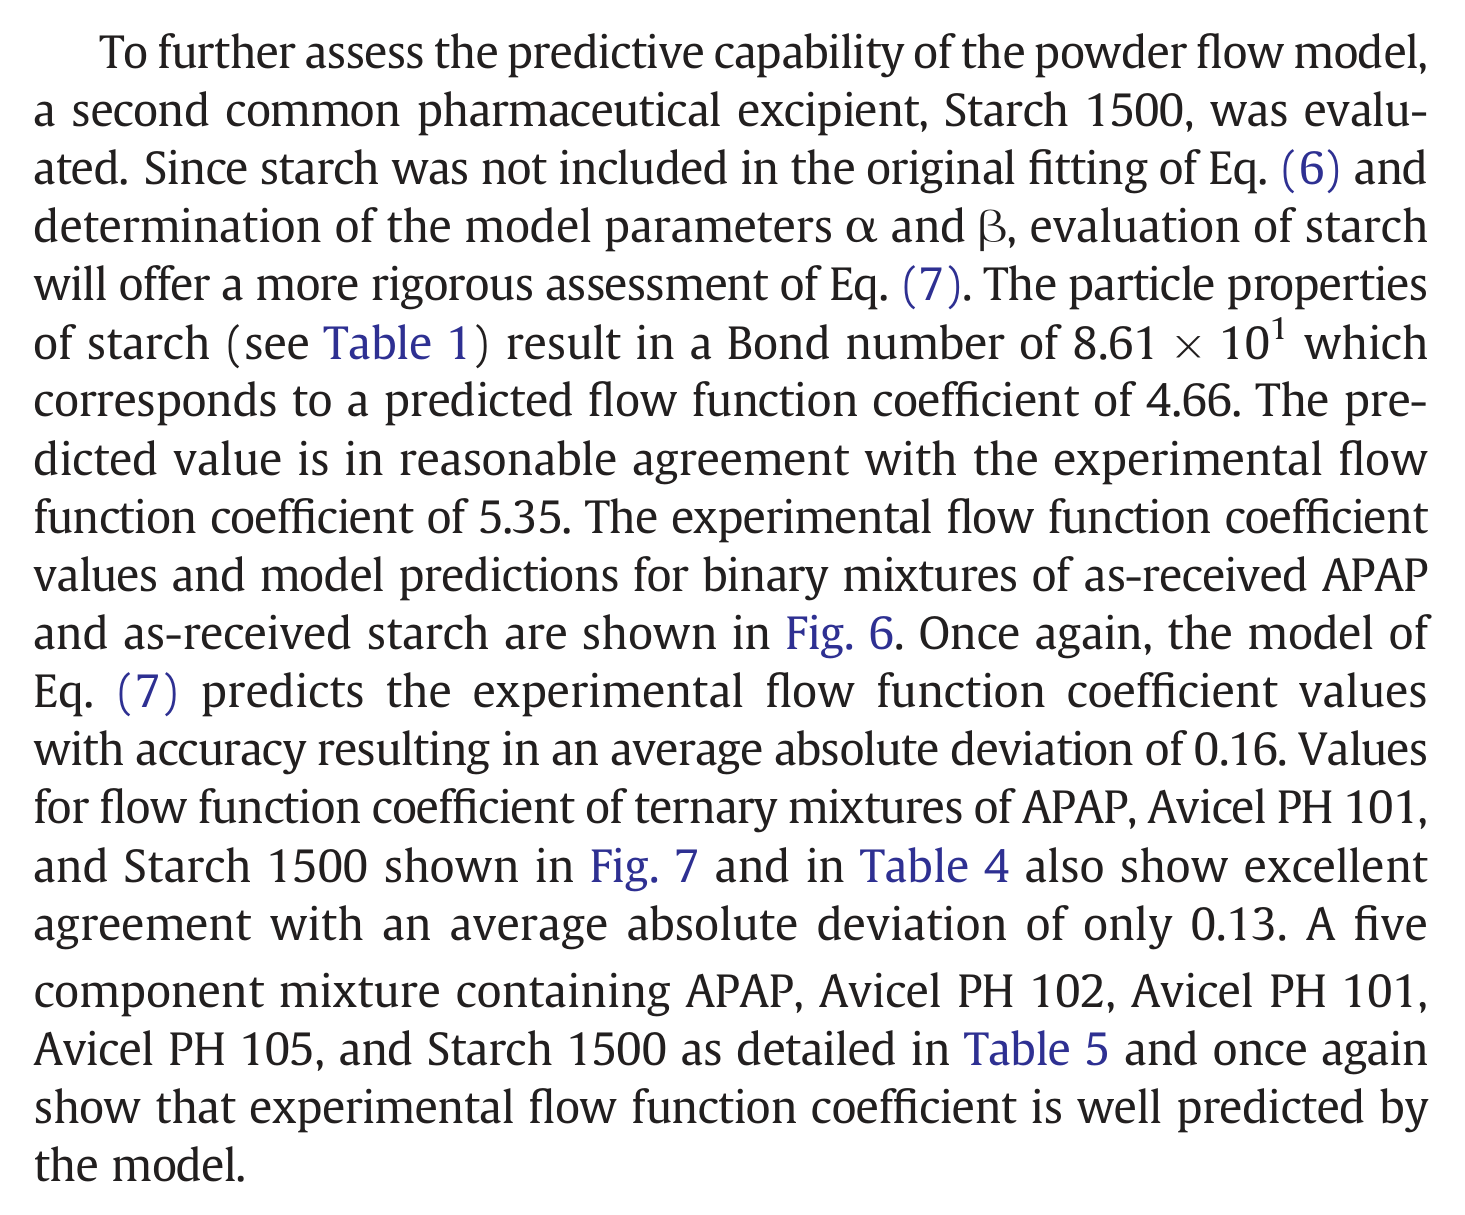 To further assess the predictive capability of the powder flow model,
a second common pharmaceutical excipient, Starch 1500, was evalu-
ated. Since starch was not included in the original fitting of Eq. (6) and
determination of the model parameters α and β, evaluation of starch
will offer a more rigorous assessment of Eq. (7). The particle properties
of starch (see Table 1) result in a Bond number of 8.61 × 10¹ which
corresponds to a predicted flow function coefficient of 4.66. The pre-
dicted value is in reasonable agreement with the experimental flow
function coefficient of 5.35. The experimental flow function coefficient
values and model predictions for binary mixtures of as-received APAP
and as-received starch are shown in Fig. 6. Once again, the model of
Eq. (7) predicts the experimental flow function coefficient values
with accuracy resulting in an average absolute deviation of 0.16. Values
for flow function coefficient of ternary mixtures of APAP, Avicel PH 101,
and Starch 1500 shown in Fig. 7 and in Table 4 also show excellent
agreement with an average absolute deviation of only 0.13. A five
component mixture containing APAP, Avicel PH 102, Avicel PH 101,
Avicel PH 105, and Starch 1500 as detailed in Table 5 and once again
show that experimental flow function coefficient is well predicted by
the model.